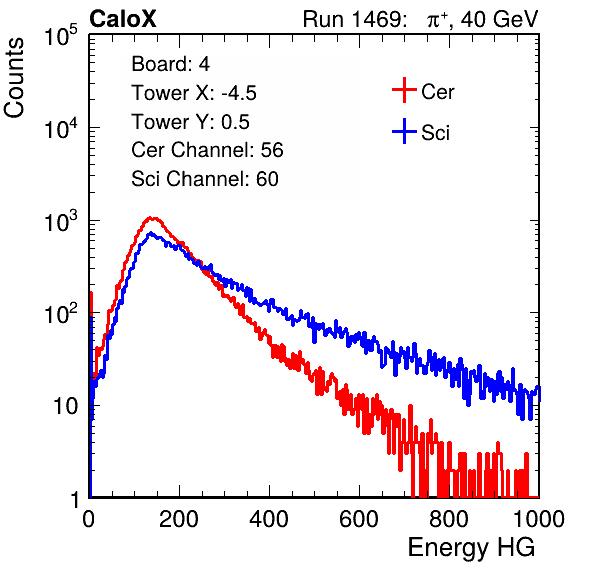 CaloX Run 1469: π⁺, 40 GeV
Counts
10⁵
10⁴
10³
10²
10
1
Board: 4
Tower X: -4.5
Tower Y: 0.5
Cer Channel: 56
Sci Channel: 60
Cer
Sci
0 200 400 600 800 1000
Energy HG